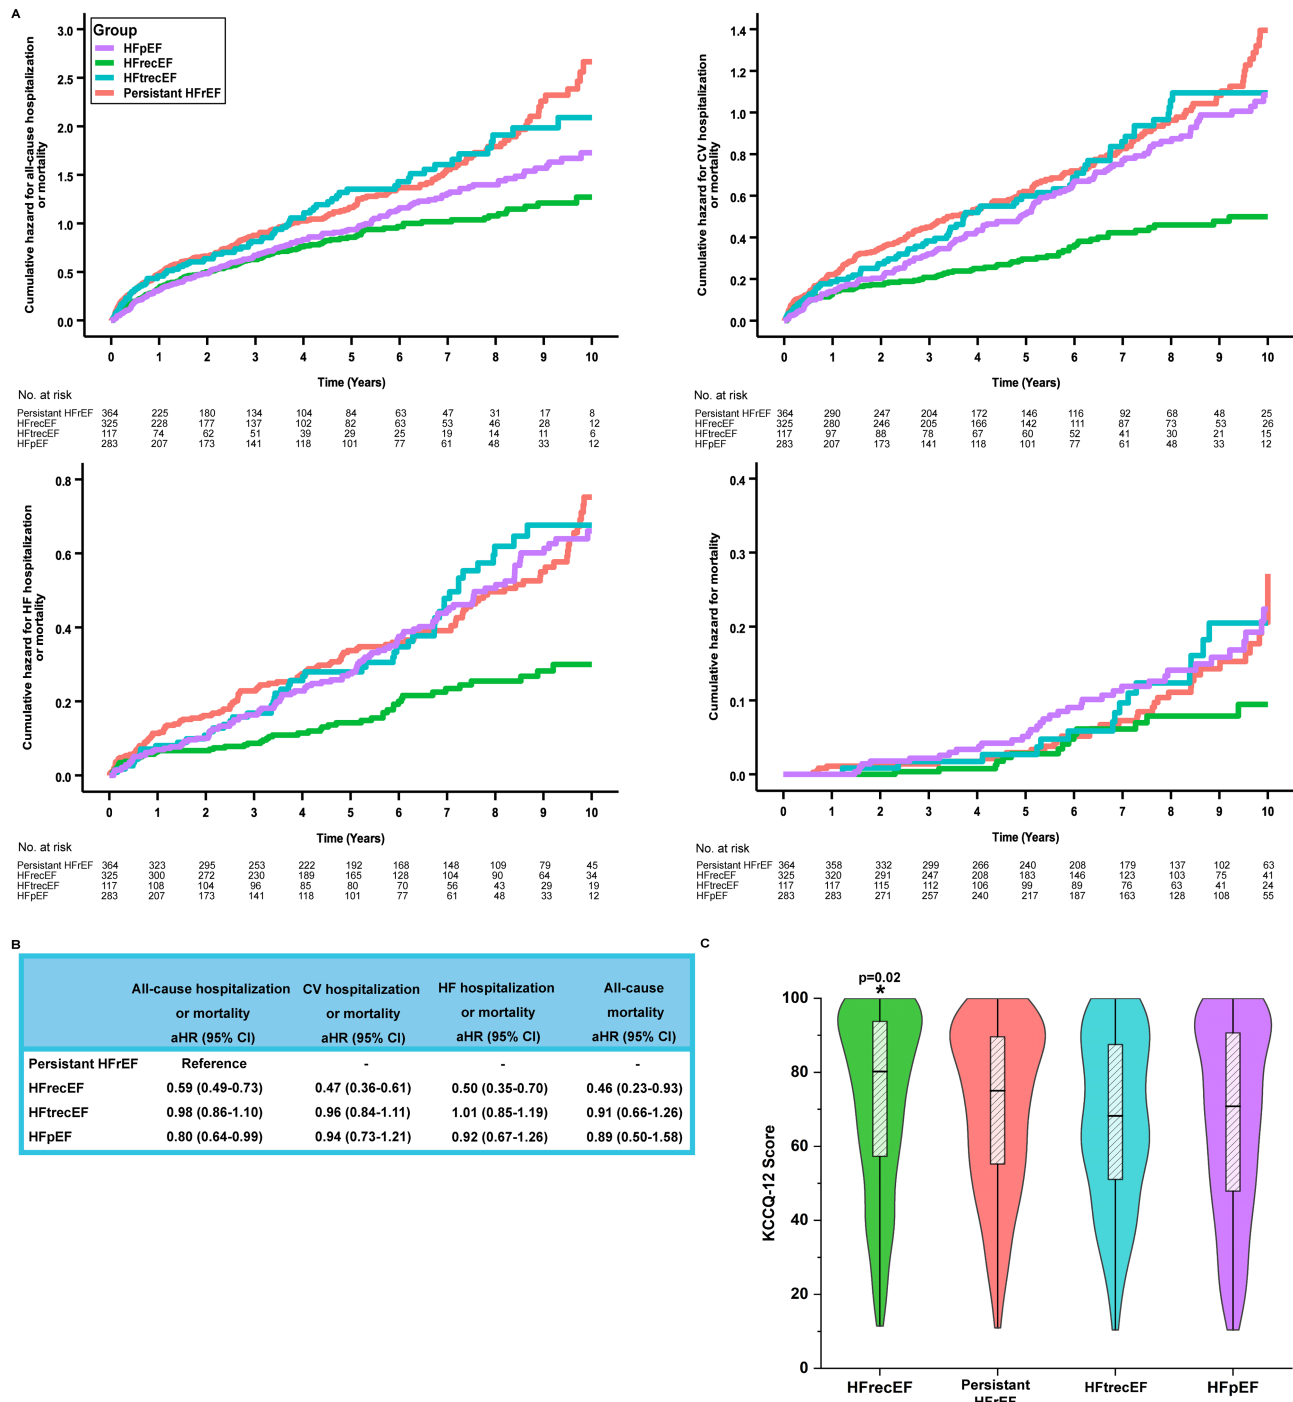 A
Cumulative hazard for all-cause hospitalization
or mortality
3.0
2.5
2.0
1.5
1.0
0.5
0.0
Group
HFpEF
HFrecEF
HFtrecEF
Persistant HFrEF
0 1 2 3 4 5 6 7 8 9 10
Time (Years)
No. at risk
Persistant HFrEF 364 225 180 134 104 84 63 47 31 17 8
HFrecEF 325 228 177 137 102 82 63 53 46 28 12
HFtrecEF 117 74 62 51 39 29 25 19 14 11 6
HFpEF 283 207 173 141 118 101 77 61 48 33 12
Cumulative hazard for CV hospitalization
or mortality
1.4
1.2
1.0
0.8
0.6
0.4
0.2
0.0
0 1 2 3 4 5 6 7 8 9 10
Time (Years)
No. at risk
Persistant HFrEF 364 290 247 204 172 146 116 92 68 48 25
HFrecEF 325 280 246 205 166 142 111 87 73 53 26
HFtrecEF 117 97 88 78 67 60 52 41 30 21 15
HFpEF 283 207 173 141 118 101 77 61 48 33 12
Cumulative hazard for HF hospitalization
or mortality
0.8
0.6
0.4
0.2
0.0
0 1 2 3 4 5 6 7 8 9 10
Time (Years)
No. at risk
Persistant HFrEF 364 323 295 253 222 192 168 148 109 79 45
HFrecEF 325 300 272 230 189 165 128 104 90 64 34
HFtrecEF 117 108 104 96 85 80 70 56 43 29 19
HFpEF 283 207 173 141 118 101 77 61 48 33 12
Cumulative hazard for mortality
0.4
0.3
0.2
0.1
0.0
0 1 2 3 4 5 6 7 8 9 10
Time (Years)
No. at risk
Persistant HFrEF 364 358 332 299 266 240 208 179 137 102 63
HFrecEF 325 320 291 247 208 183 146 123 103 75 41
HFtrecEF 117 117 115 112 106 99 89 76 63 41 24
HFpEF 283 283 271 257 240 217 187 163 128 108 55
B
All-cause hospitalization CV hospitalization HF hospitalization All-cause
or mortality or mortality or mortality mortality
aHR (95% CI) aHR (95% CI) aHR (95% CI) aHR (95% CI)
Persistant HFrEF Reference - - -
HFrecEF 0.59 (0.49-0.73) 0.47 (0.36-0.61) 0.50 (0.35-0.70) 0.46 (0.23-0.93)
HFtrecEF 0.98 (0.86-1.10) 0.96 (0.84-1.11) 1.01 (0.85-1.19) 0.91 (0.66-1.26)
HFpEF 0.80 (0.64-0.99) 0.94 (0.73-1.21) 0.92 (0.67-1.26) 0.89 (0.50-1.58)
C
KCCQ-12 Score
100
80
60
40
20
0
p=0.02
*
HFrecEF Persistant HFtrecEF HFpEF
HFrEF